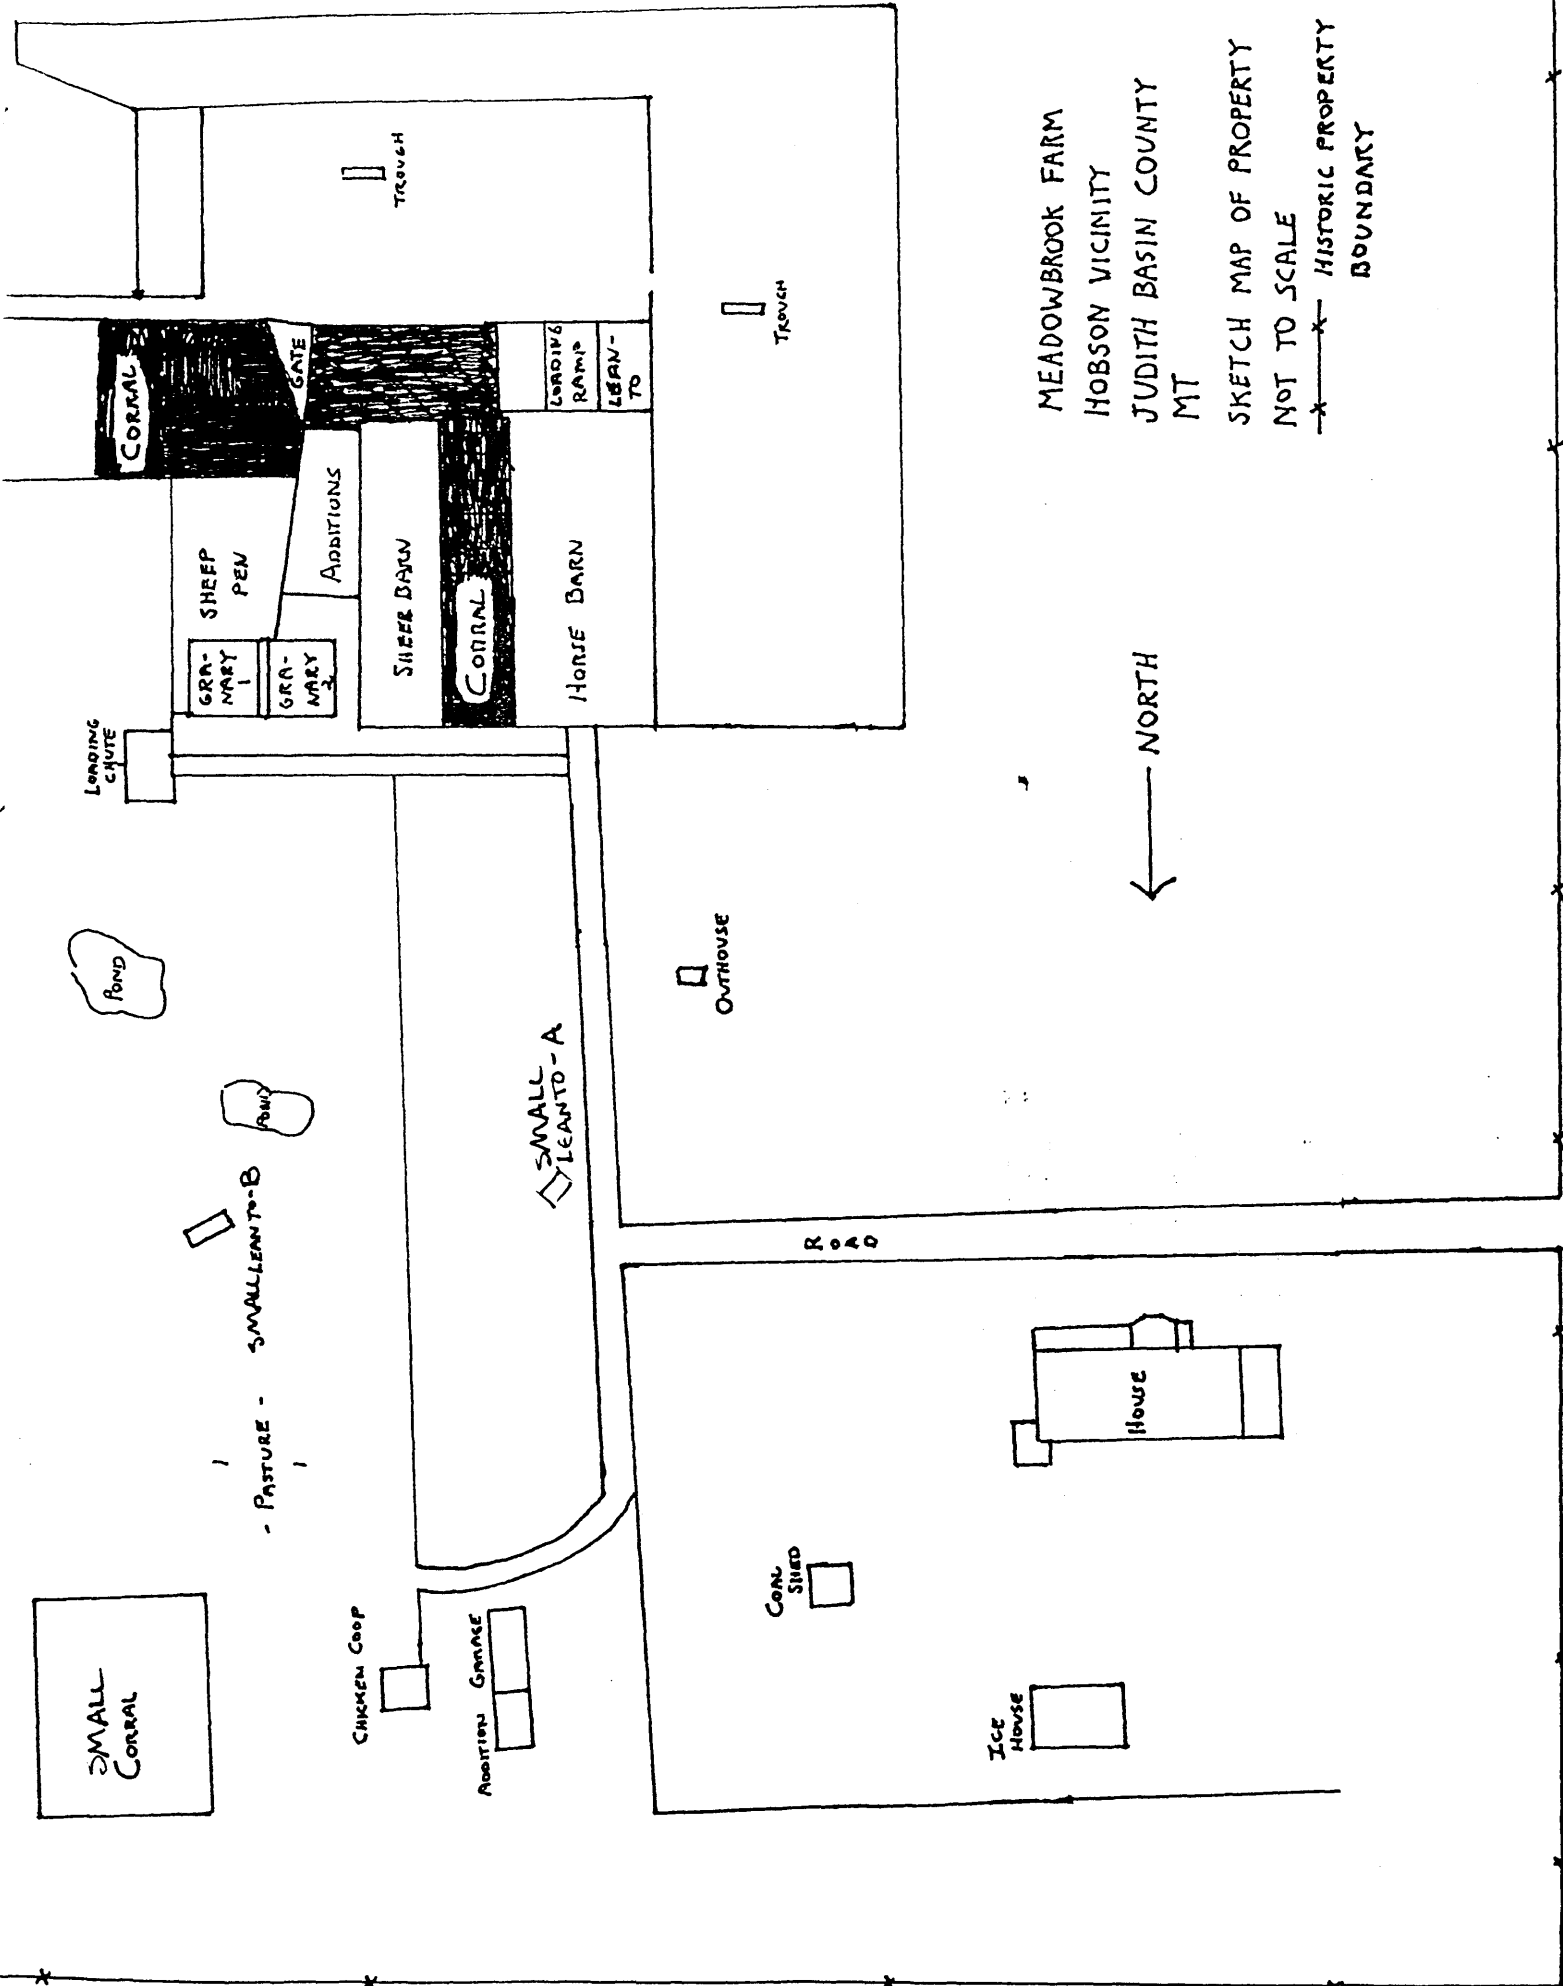 SMALL
CORRAL
- PASTURE -
SMALL LEANTO-B
POND
POND
CHICKEN COOP
ADDITION GARAGE
SMALL
LEANTO-A
LOADING
CHUTE
GRA-
NARY
1
GRA-
NARY
2
SHEEP
PEN
ADDITIONS
CORRAL
GATE
SHEEP BARN
CORRAL
HORSE BARN
LOADING
RAMP
LEAN-
TO
TROUGH
TROUGH
OUTHOUSE
COAL
SHED
ROAD
ICE
HOUSE
HOUSE
NORTH
MEADOWBROOK FARM
HOBSON VICINITY
JUDITH BASIN COUNTY
MT
SKETCH MAP OF PROPERTY
NOT TO SCALE
HISTORIC PROPERTY
BOUNDARY